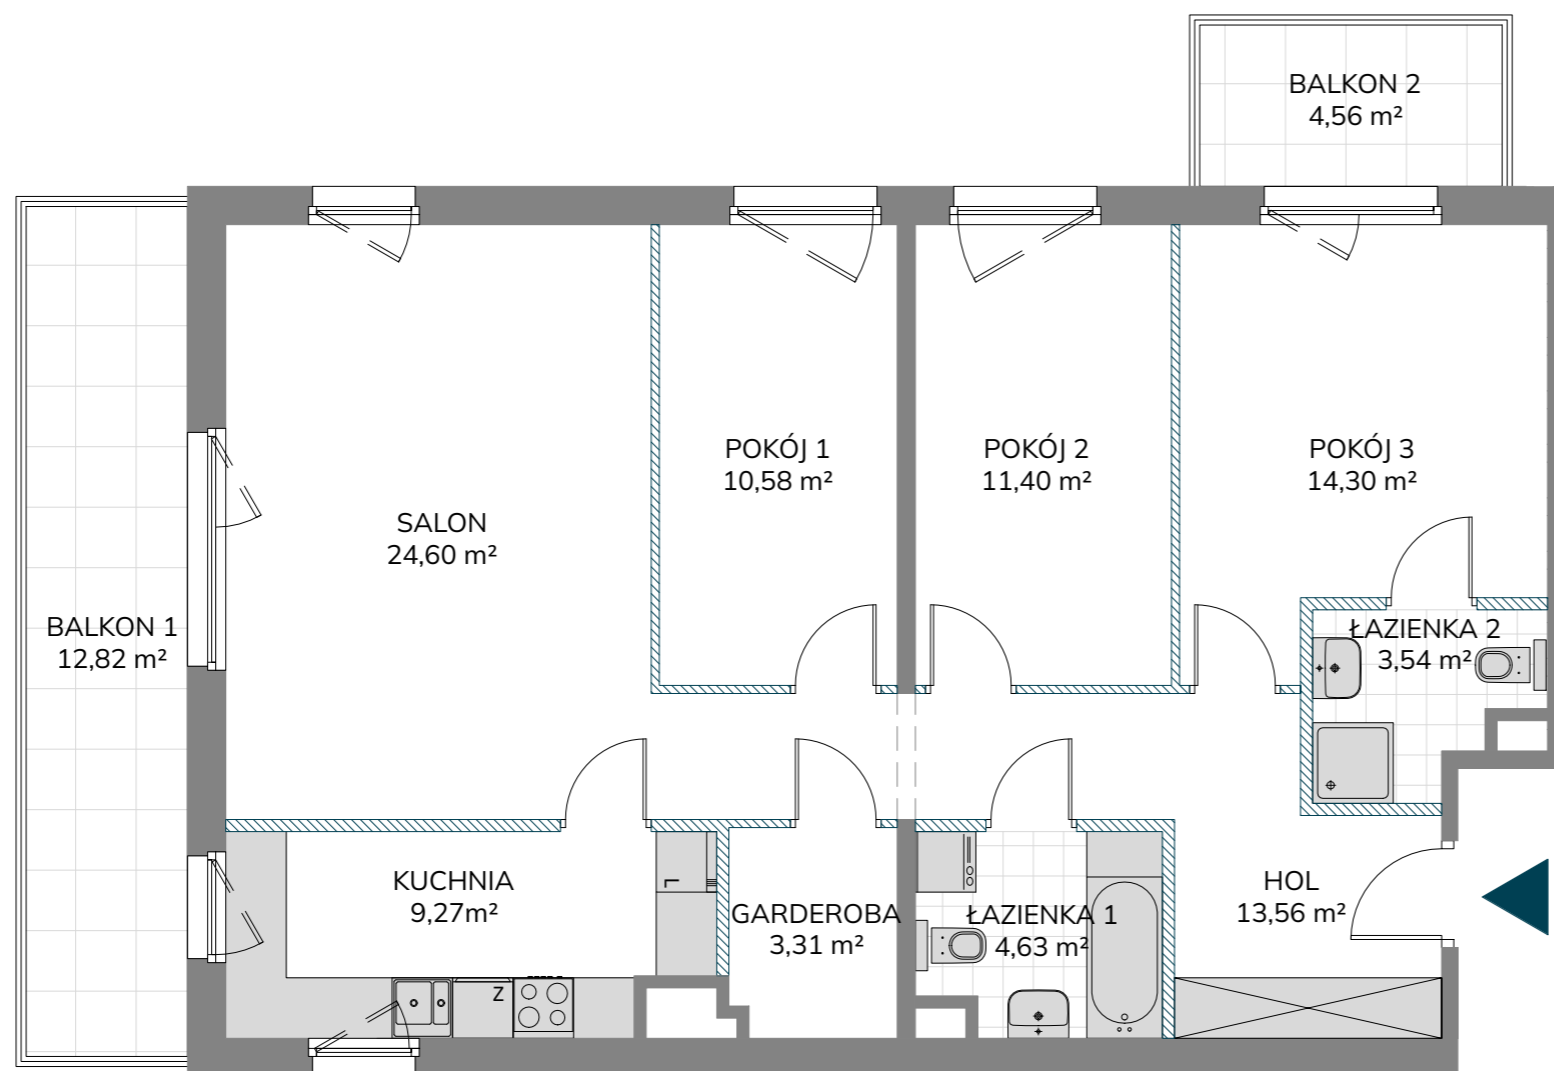 BALKON 2
4,56 m²
POKÓJ 1
10,58 m²
POKÓJ 2
11,40 m²
POKÓJ 3
14,30 m²
SALON
24,60 m²
BALKON 1
12,82 m²
ŁAZIENKA 2
3,54 m²
KUCHNIA
9,27m²
L
GARDEROBA
3,31 m²
ŁAZIENKA 1
4,63 m²
HOL
13,56 m²
Z